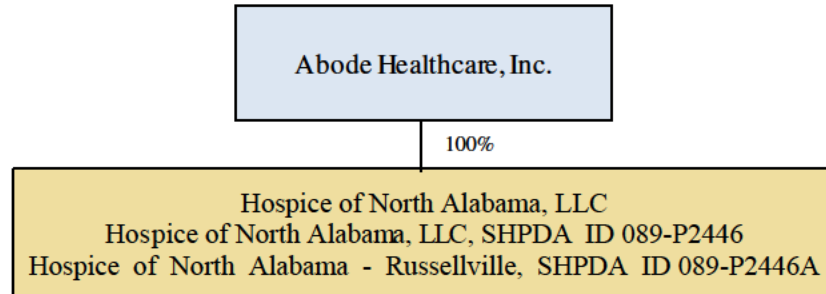 Abode Healthcare, Inc.
100%
Hospice of North Alabama, LLC
Hospice of North Alabama, LLC, SHPDA ID 089-P2446
Hospice of North Alabama - Russellville, SHPDA ID 089-P2446A